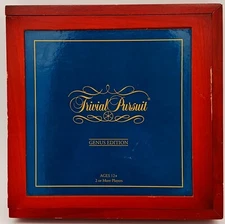 Trivial Pursuit
GENUS EDITION
AGES 12+
2 or More Players